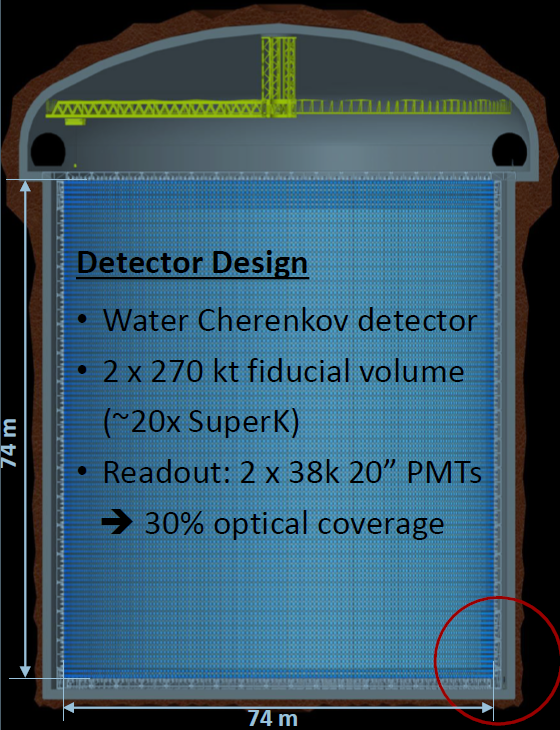 Detector Design
• Water Cherenkov detector
• 2 x 270 kt fiducial volume
(~20x SuperK)
• Readout: 2 x 38k 20” PMTs
➔ 30% optical coverage
74 m
74 m